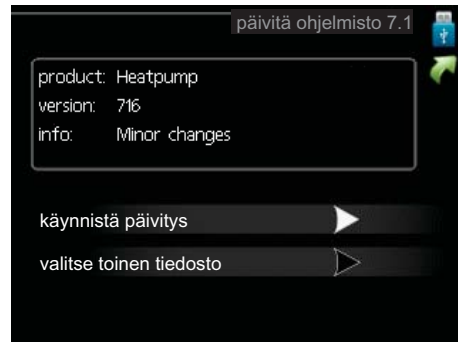 päivitä ohjelmisto 7.1
product: Heatpump
version: 716
info: Minor changes
käynnistä päivitys
valitse toinen tiedosto